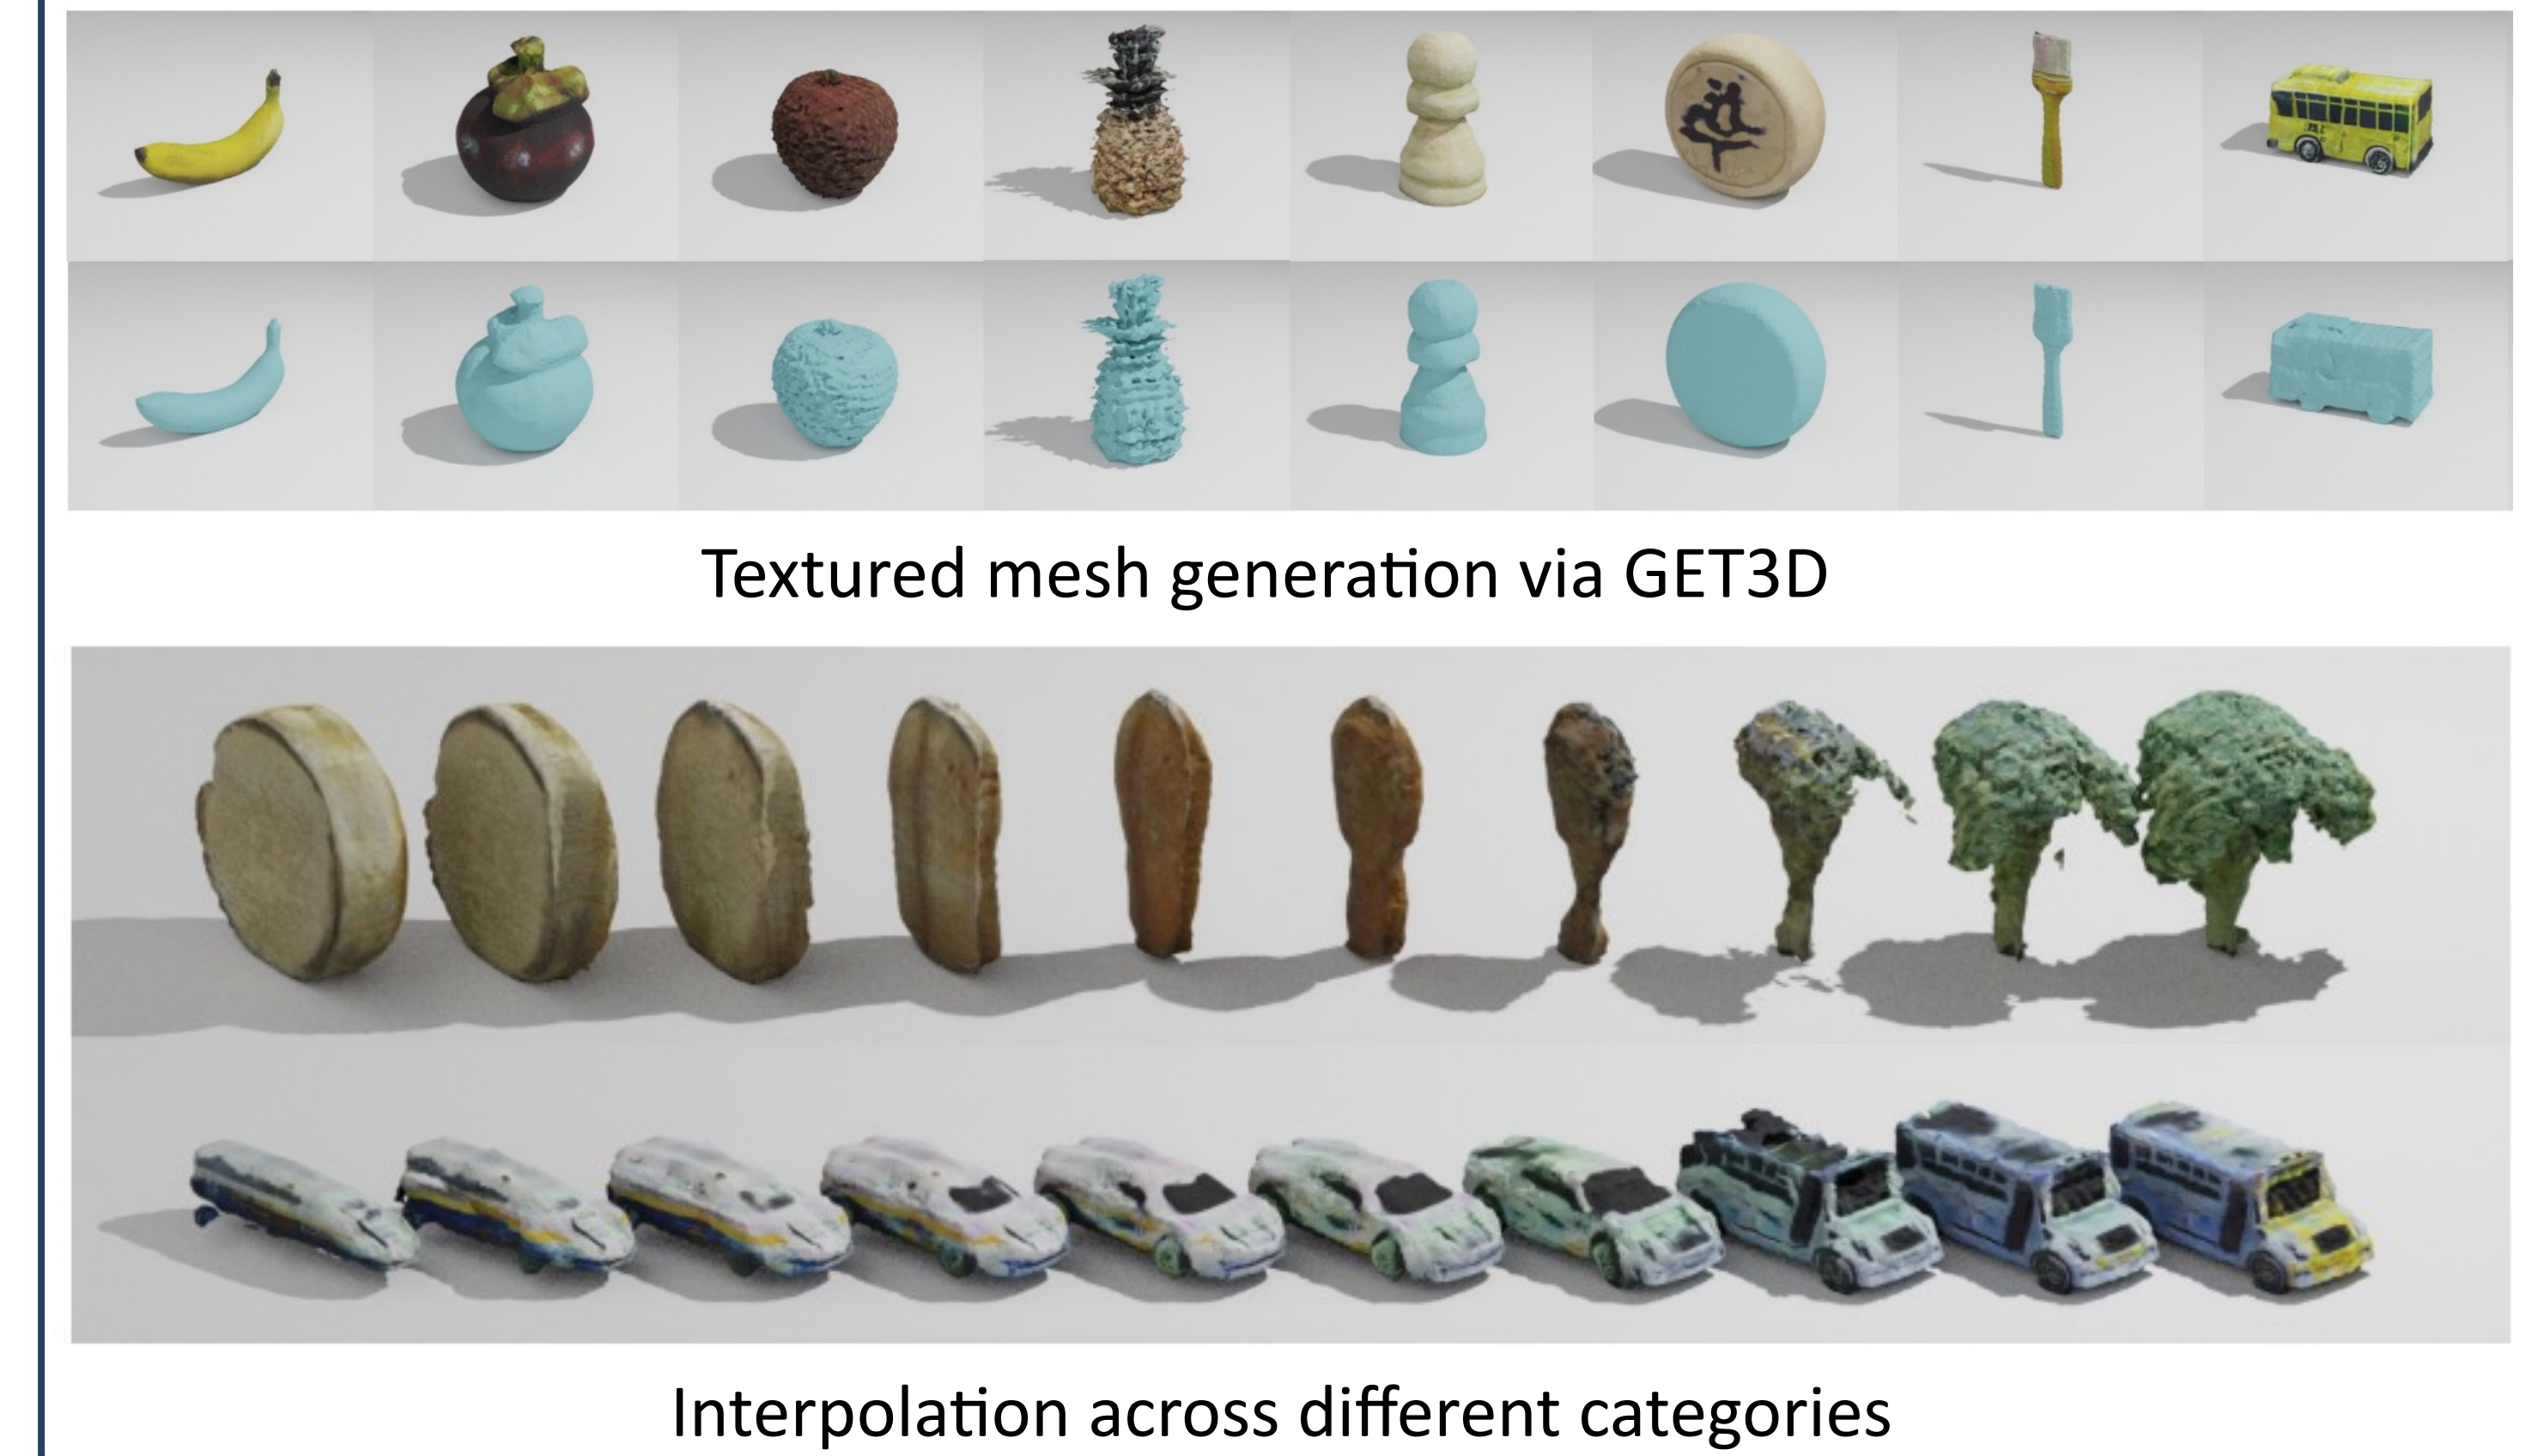 Textured mesh generation via GET3D
Interpolation across different categories